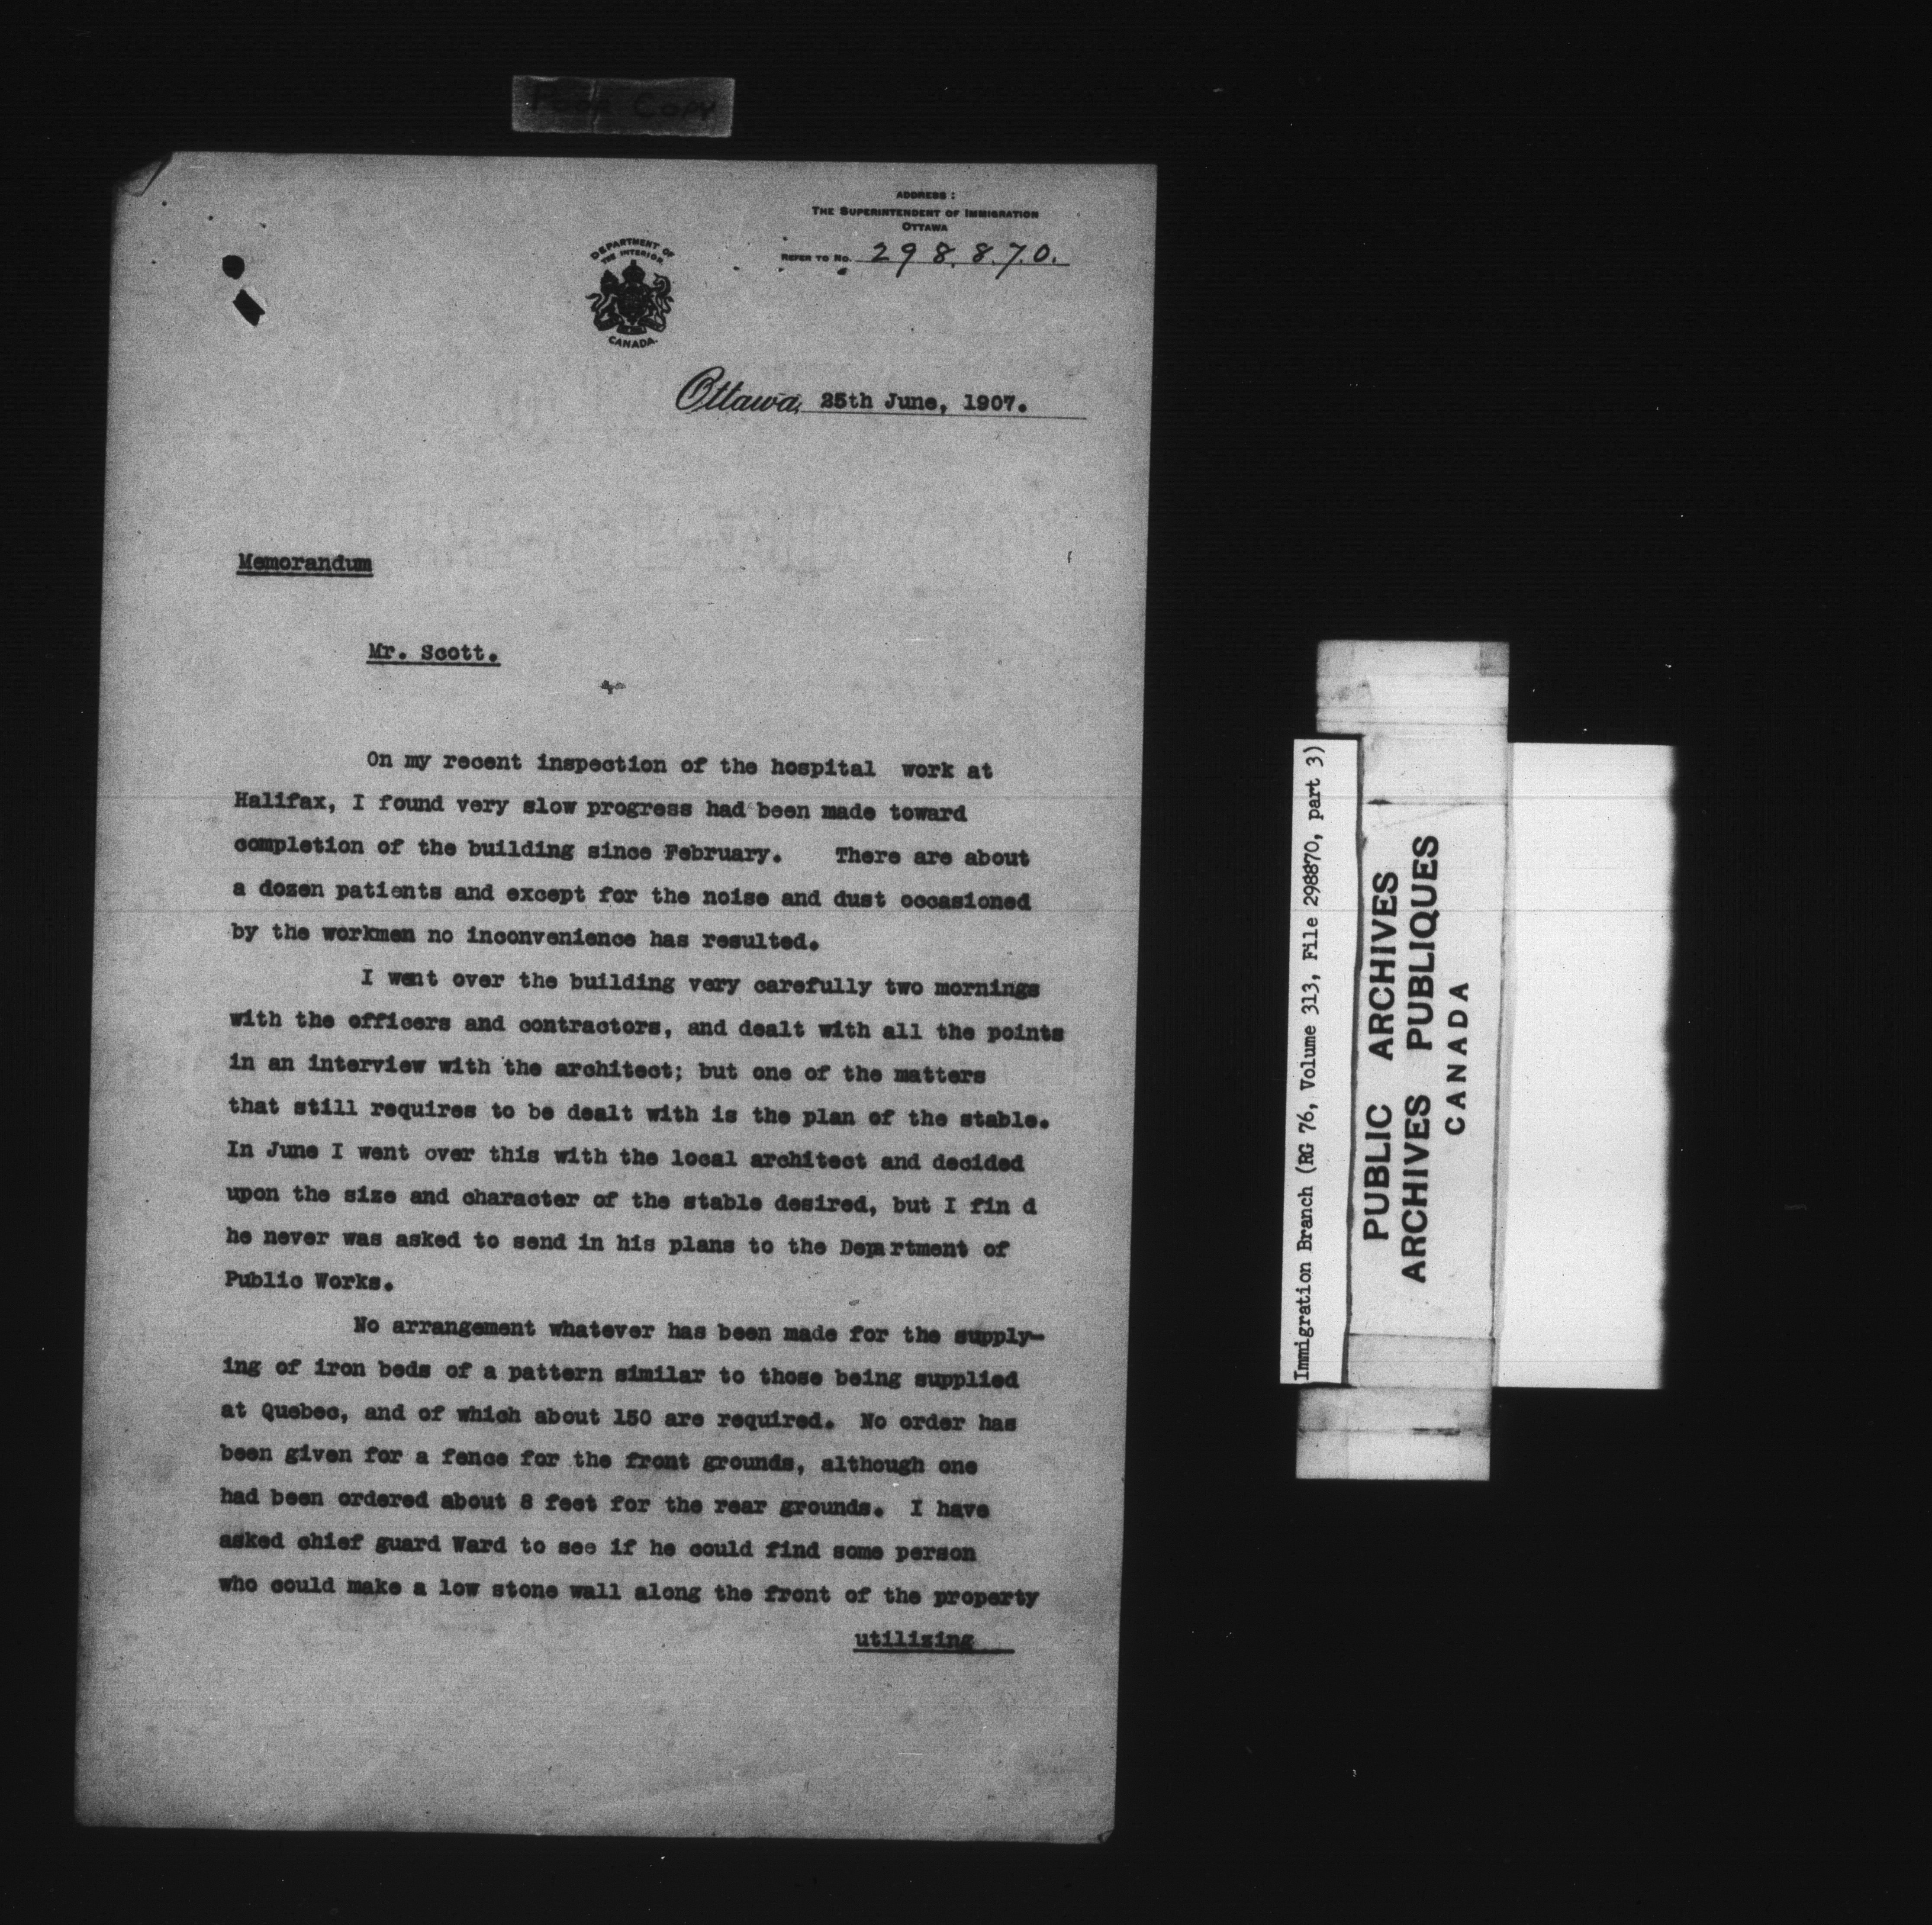 Poor Copy
ADDRESS :
THE SUPERINTENDENT OF IMMIGRATION
OTTAWA
REFER TO NO. 298.8.7.0.
DEPARTMENT OF
THE INTERIOR
CANADA.
Ottawa, 25th June, 1907.
Memorandum
Mr. Scott.
On my recent inspection of the hospital work at
Halifax, I found very slow progress had been made toward
completion of the building since February. There are about
a dozen patients and except for the noise and dust occasioned
by the workmen no inconvenience has resulted.
I went over the building very carefully two mornings
with the officers and contractors, and dealt with all the points
in an interview with the architect; but one of the matters
that still requires to be dealt with is the plan of the stable.
In June I went over this with the local architect and decided
upon the size and character of the stable desired, but I fin d
he never was asked to send in his plans to the Department of
Public Works.
No arrangement whatever has been made for the supply-
ing of iron beds of a pattern similar to those being supplied
at Quebec, and of which about 150 are required. No order has
been given for a fence for the front grounds, although one
had been ordered about 8 feet for the rear grounds. I have
asked chief guard Ward to see if he could find some person
who could make a low stone wall along the front of the property
utilizing
Immigration Branch (RG 76, Volume 313, File 298870, part 3)
PUBLIC ARCHIVES
ARCHIVES PUBLIQUES
CANADA